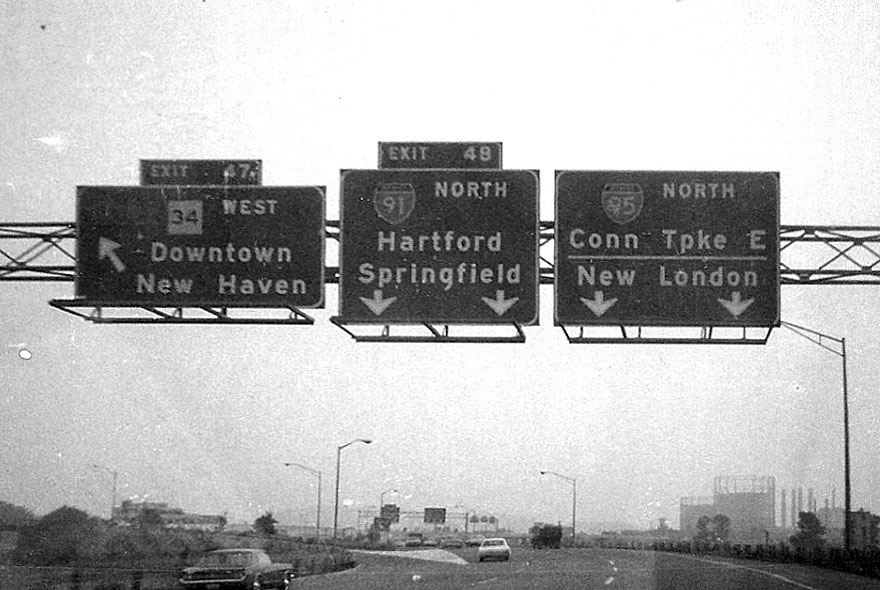 EXIT 47
34 WEST
Downtown
New Haven
EXIT 48
91 NORTH
Hartford
Springfield
95 NORTH
Conn Tpke E
New London